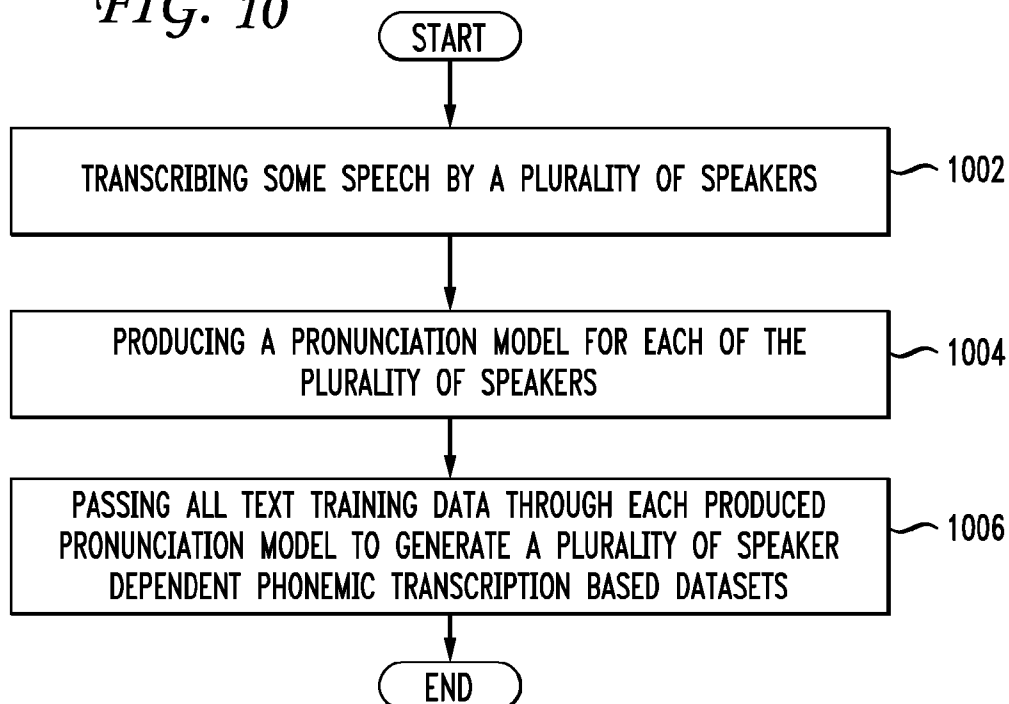 FIG. 10
START
TRANSCRIBING SOME SPEECH BY A PLURALITY OF SPEAKERS
1002
PRODUCING A PRONUNCIATION MODEL FOR EACH OF THE
PLURALITY OF SPEAKERS
1004
PASSING ALL TEXT TRAINING DATA THROUGH EACH PRODUCED
PRONUNCIATION MODEL TO GENERATE A PLURALITY OF SPEAKER
DEPENDENT PHONEMIC TRANSCRIPTION BASED DATASETS
1006
END